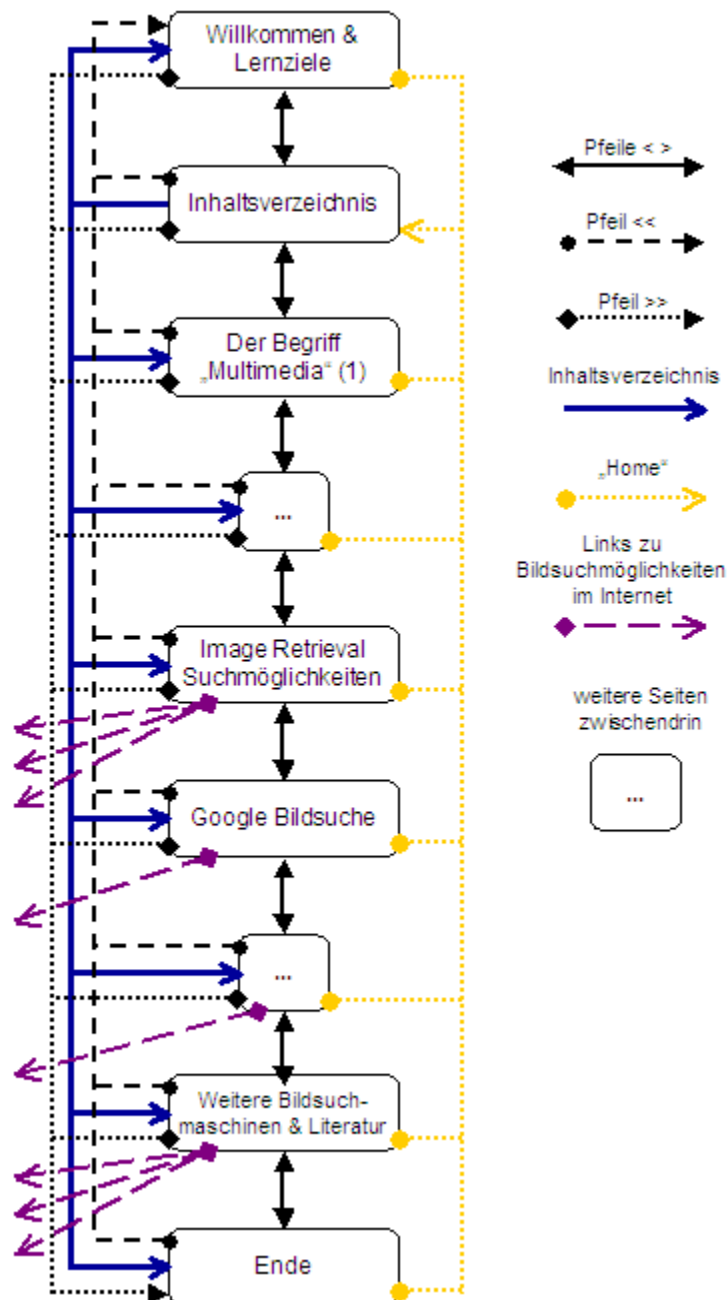 Willkommen &
Lernziele
Inhaltsverzeichnis
Der Begriff
„Multimedia“ (1)
...
Image Retrieval
Suchmöglichkeiten
Google Bildsuche
...
Weitere Bildsuch-
maschinen & Literatur
Ende
Pfeile < >
Pfeil <<
Pfeil >>
Inhaltsverzeichnis
„Home“
Links zu
Bildsuchmöglichkeiten
im Internet
weitere Seiten
zwischendrin
...